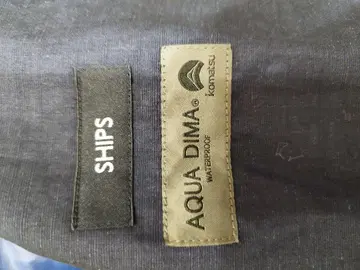 SHIPS
AQUA DIMA®
WATERPROOF
komatsu